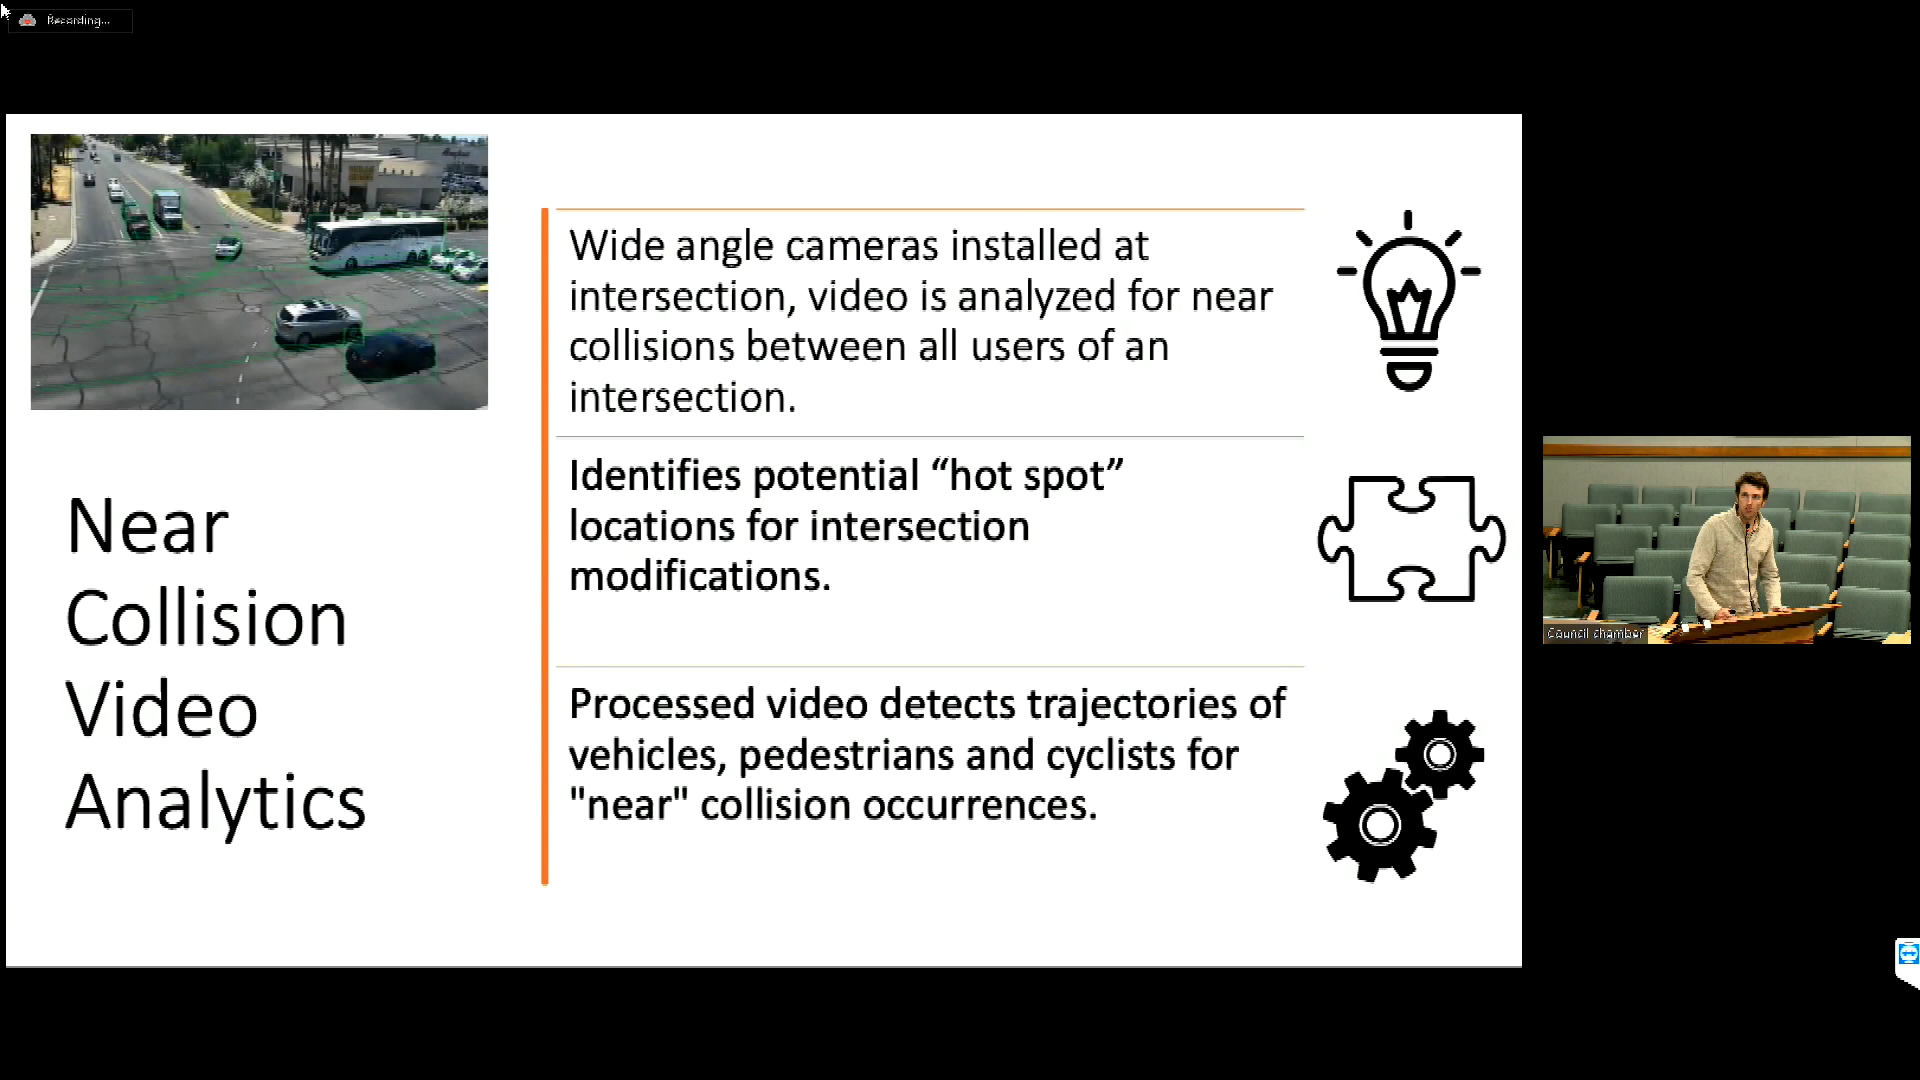 Recording...
Near
Collision
Video
Analytics
Wide angle cameras installed at
intersection, video is analyzed for near
collisions between all users of an
intersection.
Identifies potential “hot spot”
locations for intersection
modifications.
Processed video detects trajectories of
vehicles, pedestrians and cyclists for
"near" collision occurrences.
Council chamber